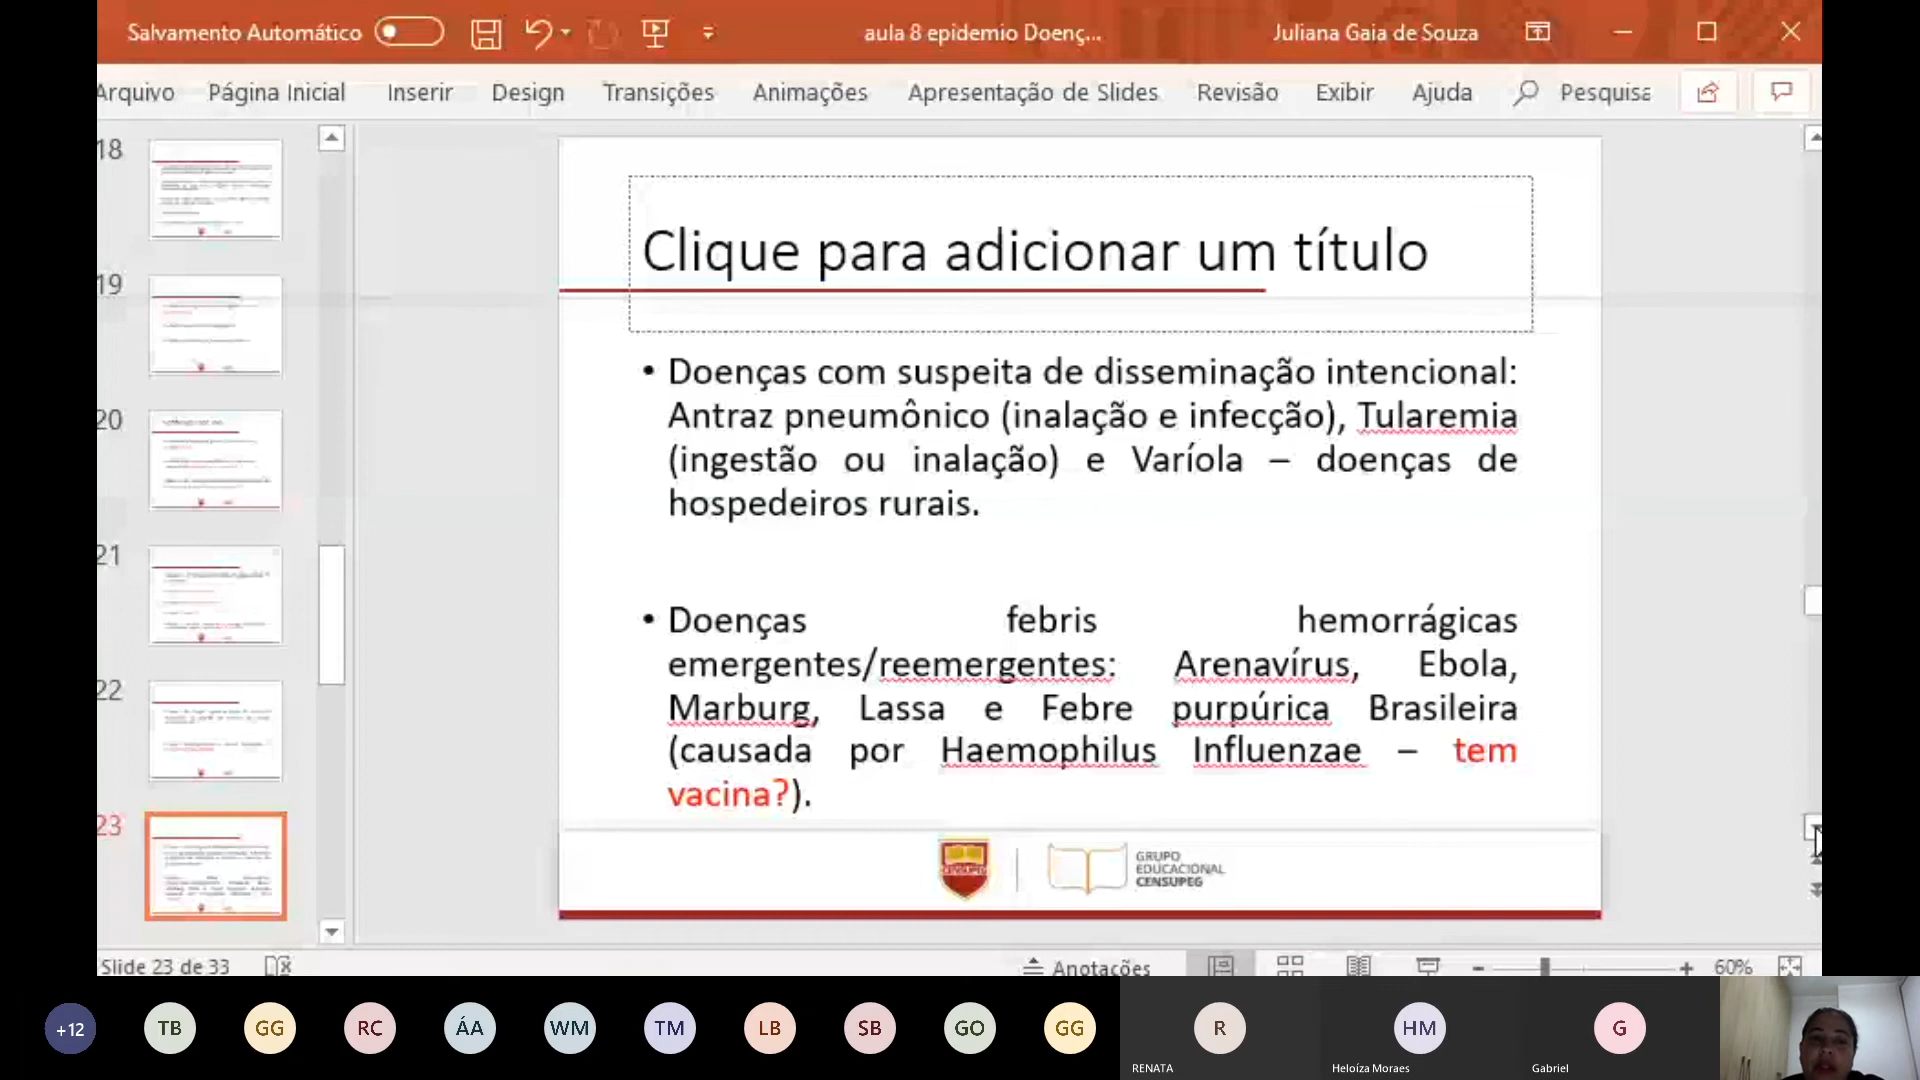 Salvamento Automático
aula 8 epidemio Doenç...
Juliana Gaia de Souza
Arquivo Página Inicial Inserir Design Transições Animações Apresentação de Slides Revisão Exibir Ajuda Pesquisa
18
19
20
21
22
23
Clique para adicionar um título
• Doenças com suspeita de disseminação intencional:
Antraz pneumônico (inalação e infecção), Tularemia
(ingestão ou inalação) e Varíola – doenças de
hospedeiros rurais.
• Doenças febris hemorrágicas
emergentes/reemergentes: Arenavírus, Ebola,
Marburg, Lassa e Febre purpúrica Brasileira
(causada por Haemophilus Influenzae – tem
vacina?).
CENSUPEG
GRUPO
EDUCACIONAL
CENSUPEG
Slide 23 de 33
Anotações
60%
+12 TB GG RC ÁA WM TM LB SB GO GG R HM G
RENATA Heloíza Moraes Gabriel